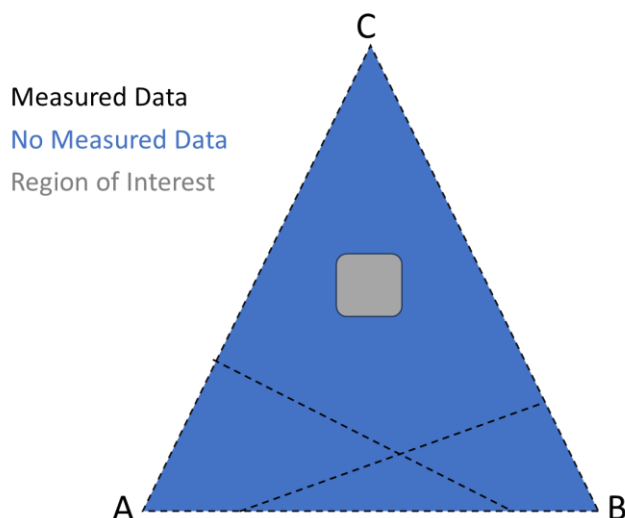 C
Measured Data
No Measured Data
Region of Interest
A
B